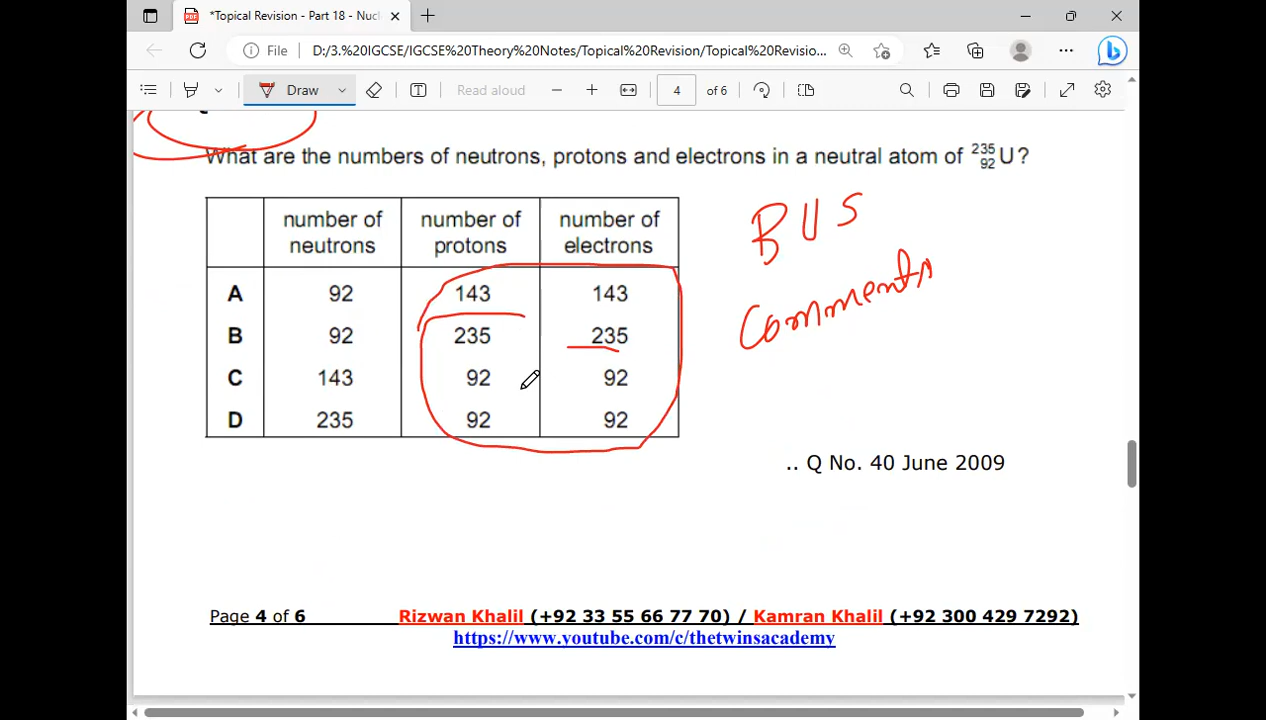 *Topical Revision - Part 18 - Nucl
File D:/3.%20IGCSE/IGCSE%20Theory%20Notes/Topical%20Revision/Topical%20Revisio...
Draw Read aloud 4 of 6
What are the numbers of neutrons, protons and electrons in a neutral atom of ²³⁵₉₂U?
number of neutrons number of protons number of electrons
A 92 143 143
B 92 235 235
C 143 92 92
D 235 92 92
BUS
Comments
.. Q No. 40 June 2009
Page 4 of 6 Rizwan Khalil (+92 33 55 66 77 70) / Kamran Khalil (+92 300 429 7292)
https://www.youtube.com/c/thetwinsacademy